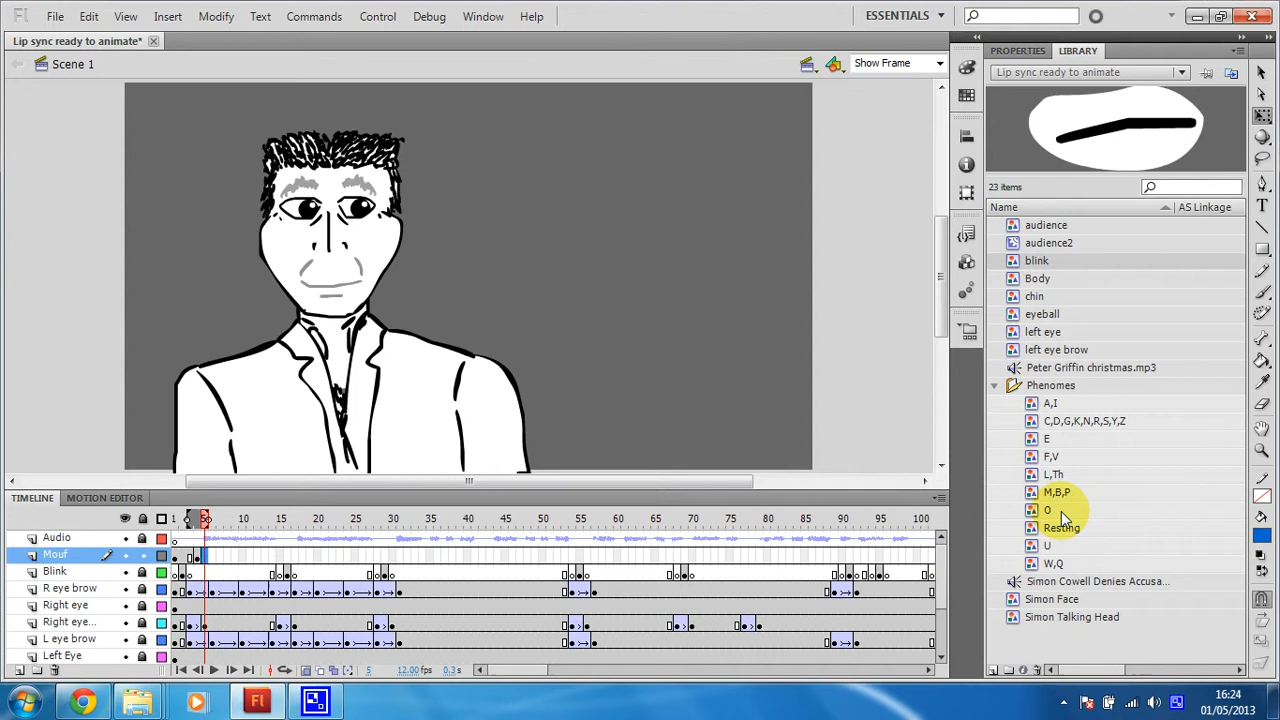 Fl File Edit View Insert Modify Text Commands Control Debug Window Help ESSENTIALS
Lip sync ready to animate*
Scene 1 Show Frame
PROPERTIES LIBRARY
Lip sync ready to animate
23 items
Name AS Linkage
audience
audience2
blink
Body
chin
eyeball
left eye
left eye brow
Peter Griffin christmas.mp3
Phenomes
A,I
C,D,G,K,N,R,S,Y,Z
E
F,V
L,Th
M,B,P
O
Resting
U
W,Q
Simon Cowell Denies Accusa...
Simon Face
Simon Talking Head
TIMELINE MOTION EDITOR
1 5 10 15 20 25 30 35 40 45 50 55 60 65 70 75 80 85 90 95 100
Audio
Mouf
Blink
R eye brow
Right eye
Right eye...
L eye brow
Left Eye
5 12.00 fps 0.3 s
Fl
16:24
01/05/2013